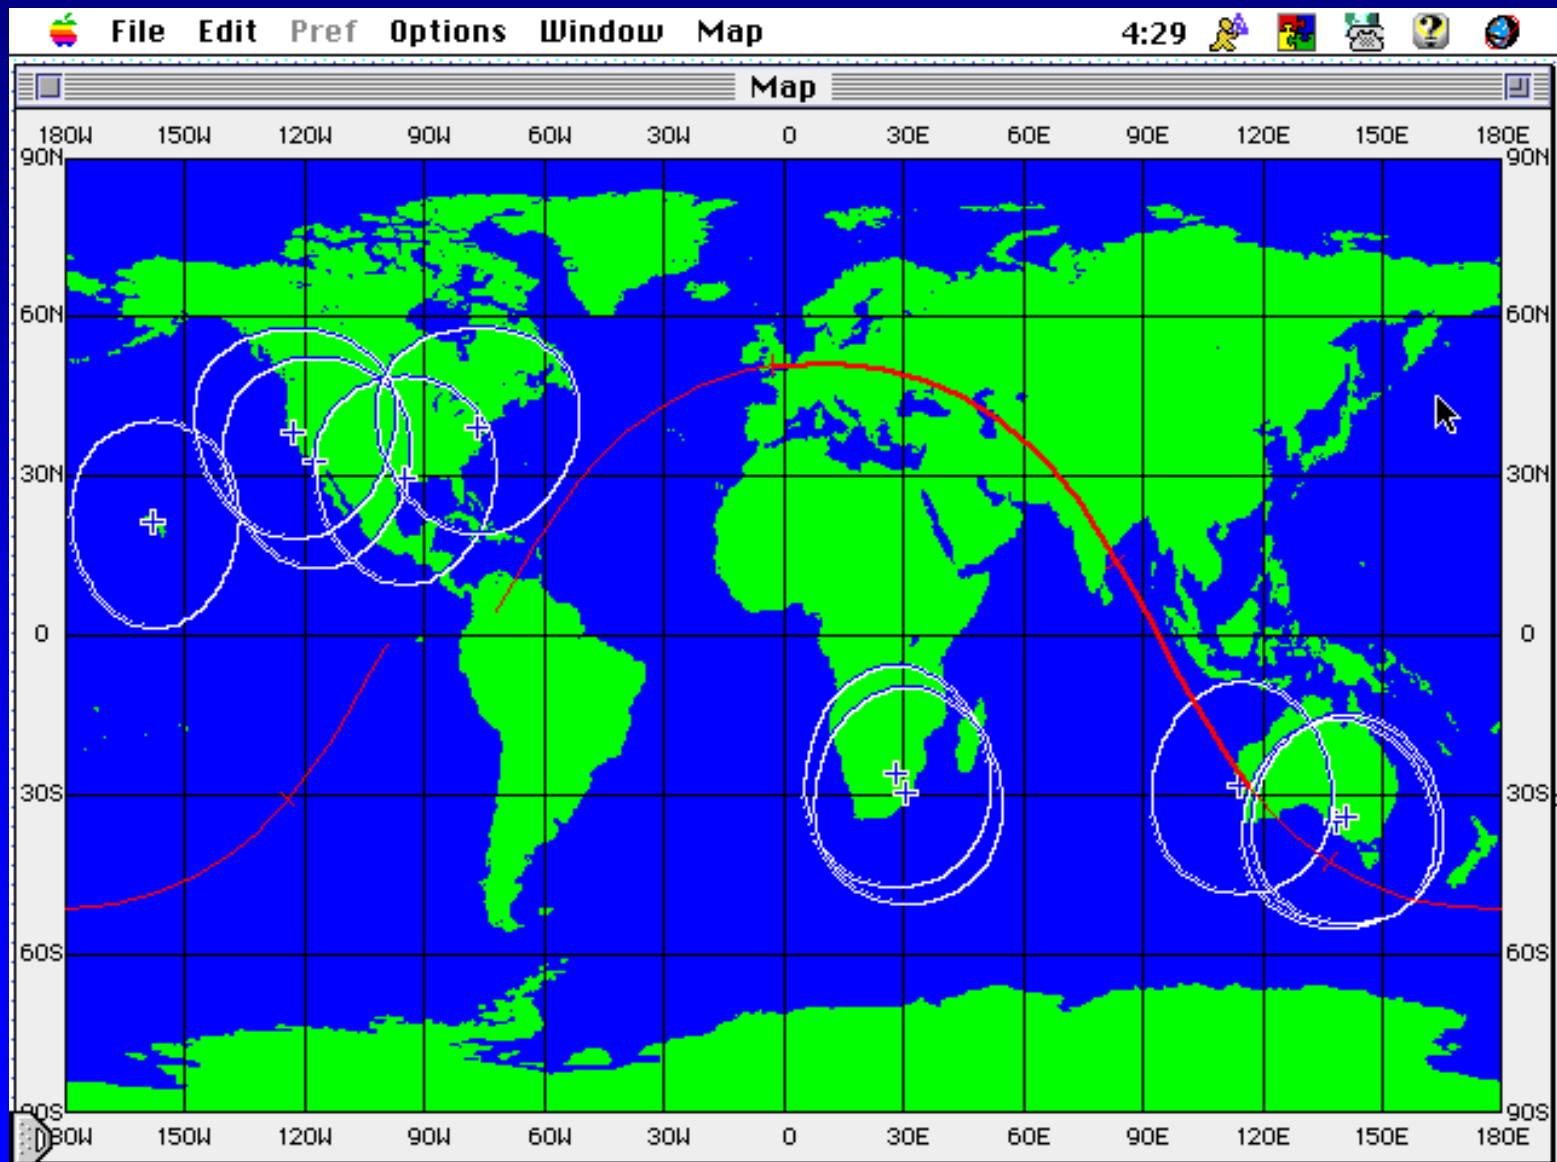 File Edit Pref Options Window Map 4:29
Map
180W 150W 120W 90W 60W 30W 0 30E 60E 90E 120E 150E 180E
90N 90N
60N 60N
30N 30N
0 0
30S 30S
60S 60S
90S 90S
80W 150W 120W 90W 60W 30W 0 30E 60E 90E 120E 150E 180E